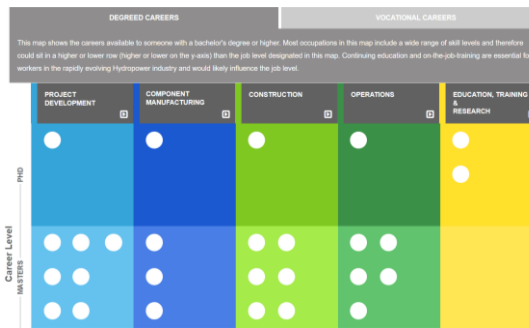 DEGREED CAREERS
VOCATIONAL CAREERS
This map shows the careers available to someone with a bachelor's degree or higher. Most occupations in this map include a wide range of skill levels and therefore
could sit in a higher or lower row (higher or lower on the y-axis) than the job level designated in this map. Continuing education and on-the-job-training are essential fo
workers in the rapidly evolving Hydropower industry and would likely influence the job level.
PROJECT
DEVELOPMENT
COMPONENT
MANUFACTURING
CONSTRUCTION
OPERATIONS
EDUCATION, TRAINING
&
RESEARCH
PHD
Career Level
MASTERS